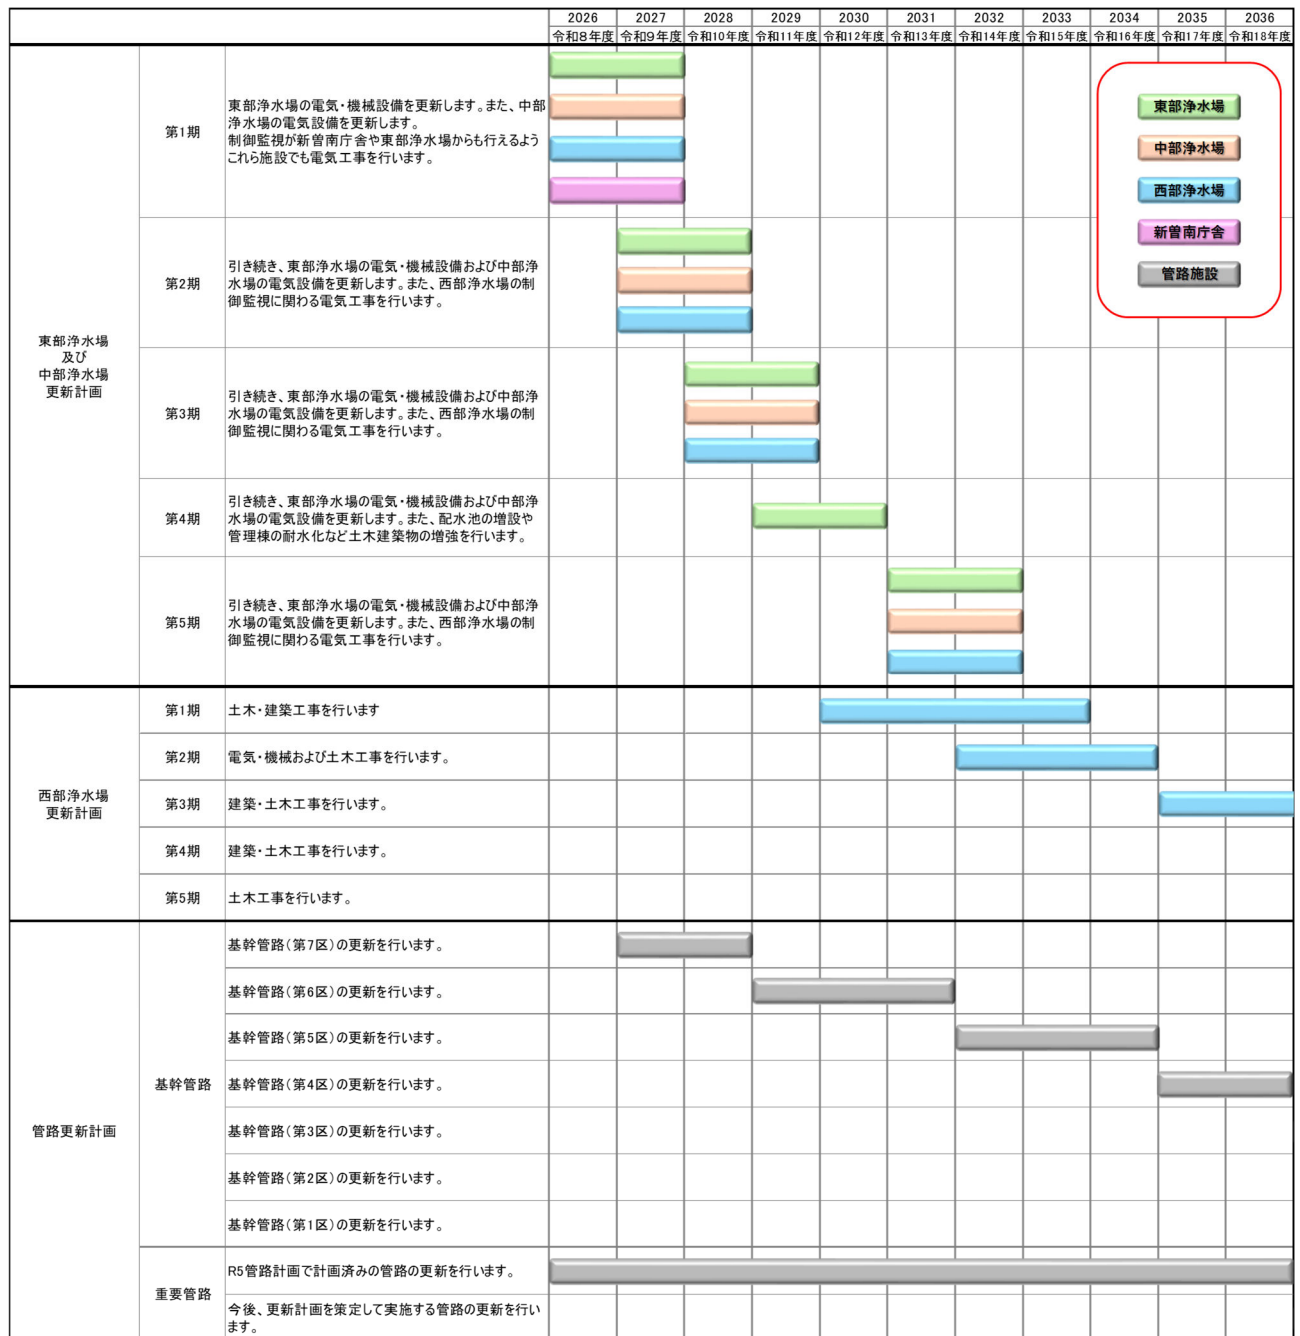 2026 2027 2028 2029 2030 2031 2032 2033 2034 2035 2036
令和8年度 令和9年度 令和10年度 令和11年度 令和12年度 令和13年度 令和14年度 令和15年度 令和16年度 令和17年度 令和18年度
東部浄水場
中部浄水場
西部浄水場
新曽南庁舎
管路施設
東部浄水場
及び
中部浄水場
更新計画
第1期
東部浄水場の電気・機械設備を更新します。また、中部
浄水場の電気設備を更新します。
制御監視が新曽南庁舎や東部浄水場からも行えるよう
これら施設でも電気工事を行います。
第2期
引き続き、東部浄水場の電気・機械設備および中部浄
水場の電気設備を更新します。また、西部浄水場の制
御監視に関わる電気工事を行います。
第3期
引き続き、東部浄水場の電気・機械設備および中部浄
水場の電気設備を更新します。また、西部浄水場の制
御監視に関わる電気工事を行います。
第4期
引き続き、東部浄水場の電気・機械設備および中部浄
水場の電気設備を更新します。また、配水池の増設や
管理棟の耐水化など土木建築物の増強を行います。
第5期
引き続き、東部浄水場の電気・機械設備および中部浄
水場の電気設備を更新します。また、西部浄水場の制
御監視に関わる電気工事を行います。
西部浄水場
更新計画
第1期 土木・建築工事を行います
第2期 電気・機械および土木工事を行います。
第3期 建築・土木工事を行います。
第4期 建築・土木工事を行います。
第5期 土木工事を行います。
管路更新計画
基幹管路
基幹管路(第7区)の更新を行います。
基幹管路(第6区)の更新を行います。
基幹管路(第5区)の更新を行います。
基幹管路(第4区)の更新を行います。
基幹管路(第3区)の更新を行います。
基幹管路(第2区)の更新を行います。
基幹管路(第1区)の更新を行います。
重要管路
R5管路計画で計画済みの管路の更新を行います。
今後、更新計画を策定して実施する管路の更新を行い
ます。